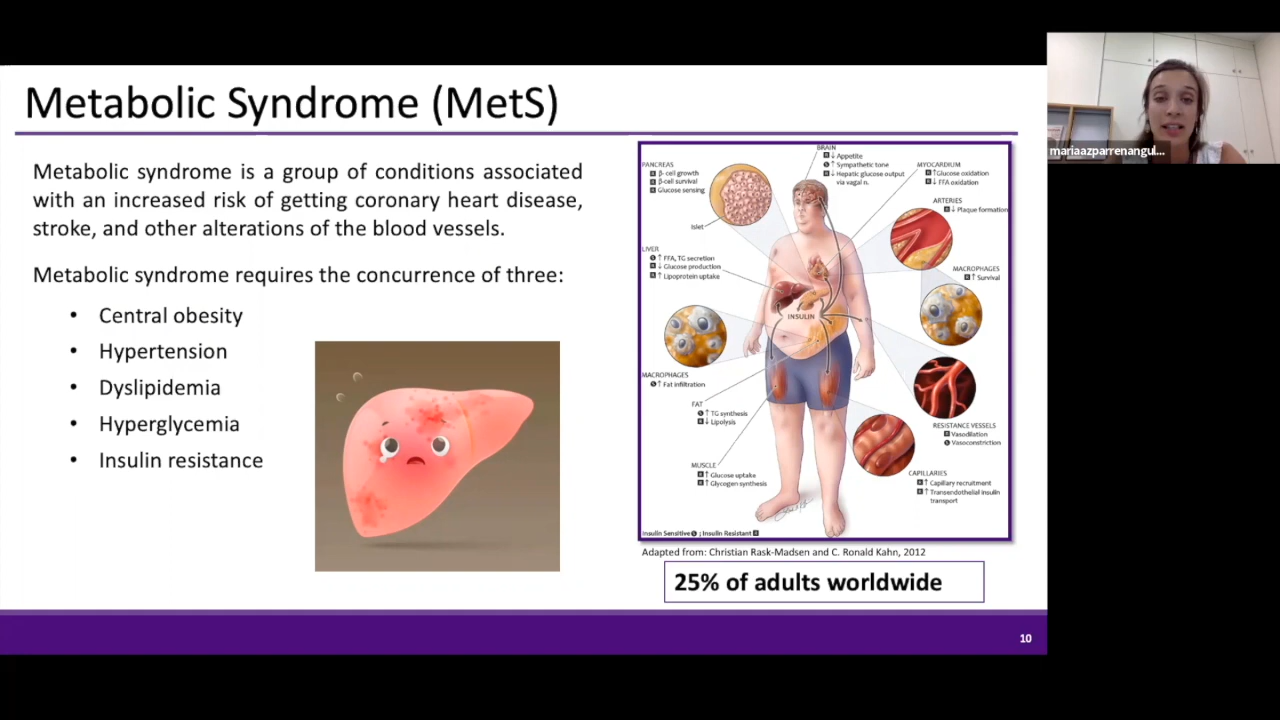 Metabolic Syndrome (MetS)
Metabolic syndrome is a group of conditions associated
with an increased risk of getting coronary heart disease,
stroke, and other alterations of the blood vessels.
Metabolic syndrome requires the concurrence of three:
• Central obesity
• Hypertension
• Dyslipidemia
• Hyperglycemia
• Insulin resistance
BRAIN
↓ Appetite
↑ Sympathetic tone
↓ Hepatic glucose output
via vagal n.
PANCREAS
β- cell growth
β-cell survival
Glucose sensing
Islet
MYOCARDIUM
↑Glucose oxidation
↓ FFA oxidation
ARTERIES
↓ Plaque formation
LIVER
↑ FFA, TG secretion
↓ Glucose production
↑ Lipoprotein uptake
MACROPHAGES
↑ Survival
INSULIN
MACROPHAGES
↑ Fat infiltration
FAT
↑ TG synthesis
↓ Lipolysis
RESISTANCE VESSELS
Vasodilation
Vasoconstriction
MUSCLE
↑ Glucose uptake
↑ Glycogen synthesis
CAPILLARIES
↑ Capillary recruitment
↑ Transendothelial insulin
transport
Insulin Sensitive S ; Insulin Resistant R
Adapted from: Christian Rask-Madsen and C. Ronald Kahn, 2012
25% of adults worldwide
10
mariaazparrenangul...